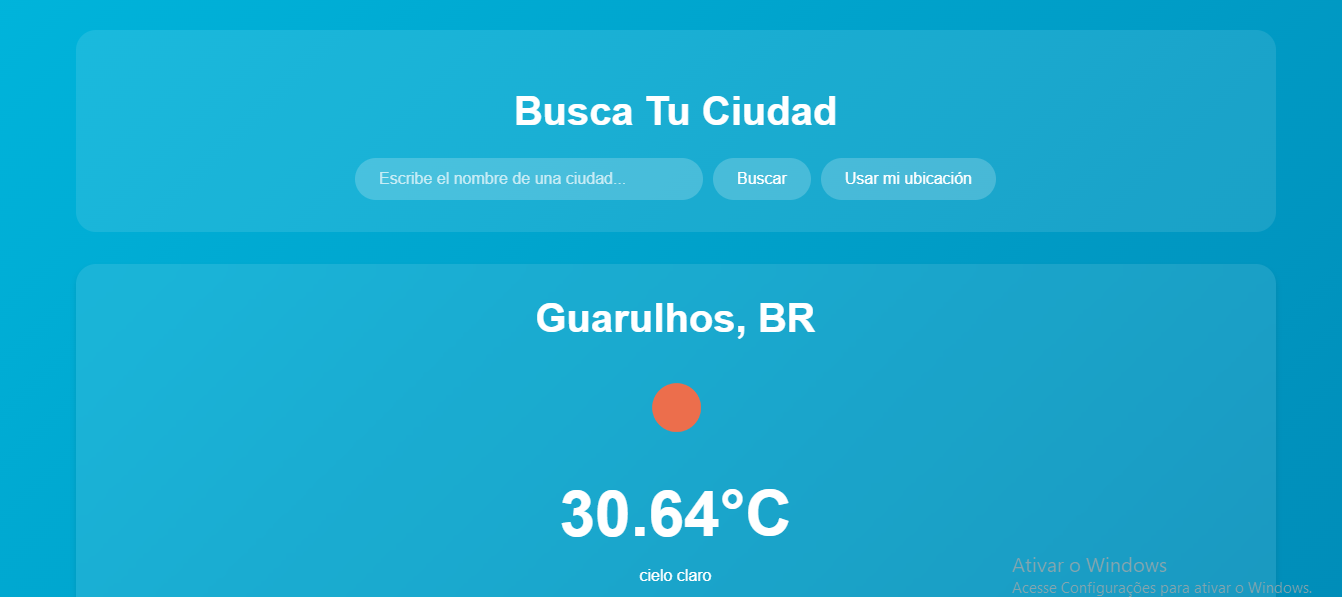 Busca Tu Ciudad
Escribe el nombre de una ciudad...
Buscar
Usar mi ubicación
Guarulhos, BR
30.64°C
cielo claro
Ativar o Windows
Acesse Configurações para ativar o Windows.